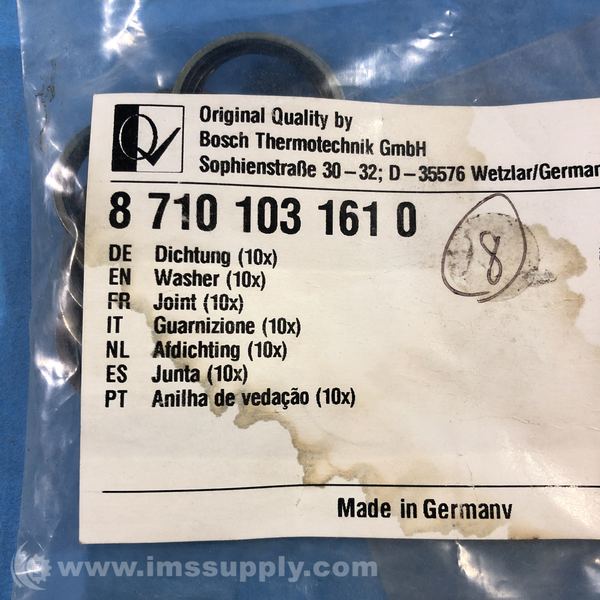 Original Quality by
Bosch Thermotechnik GmbH
Sophienstraße 30-32; D-35576 Wetzlar/German
8 710 103 161 0
8
DE Dichtung (10x)
EN Washer (10x)
FR Joint (10x)
IT Guarnizione (10x)
NL Afdichting (10x)
ES Junta (10x)
PT Anilha de vedação (10x)
Made in Germany
www.imssupply.com